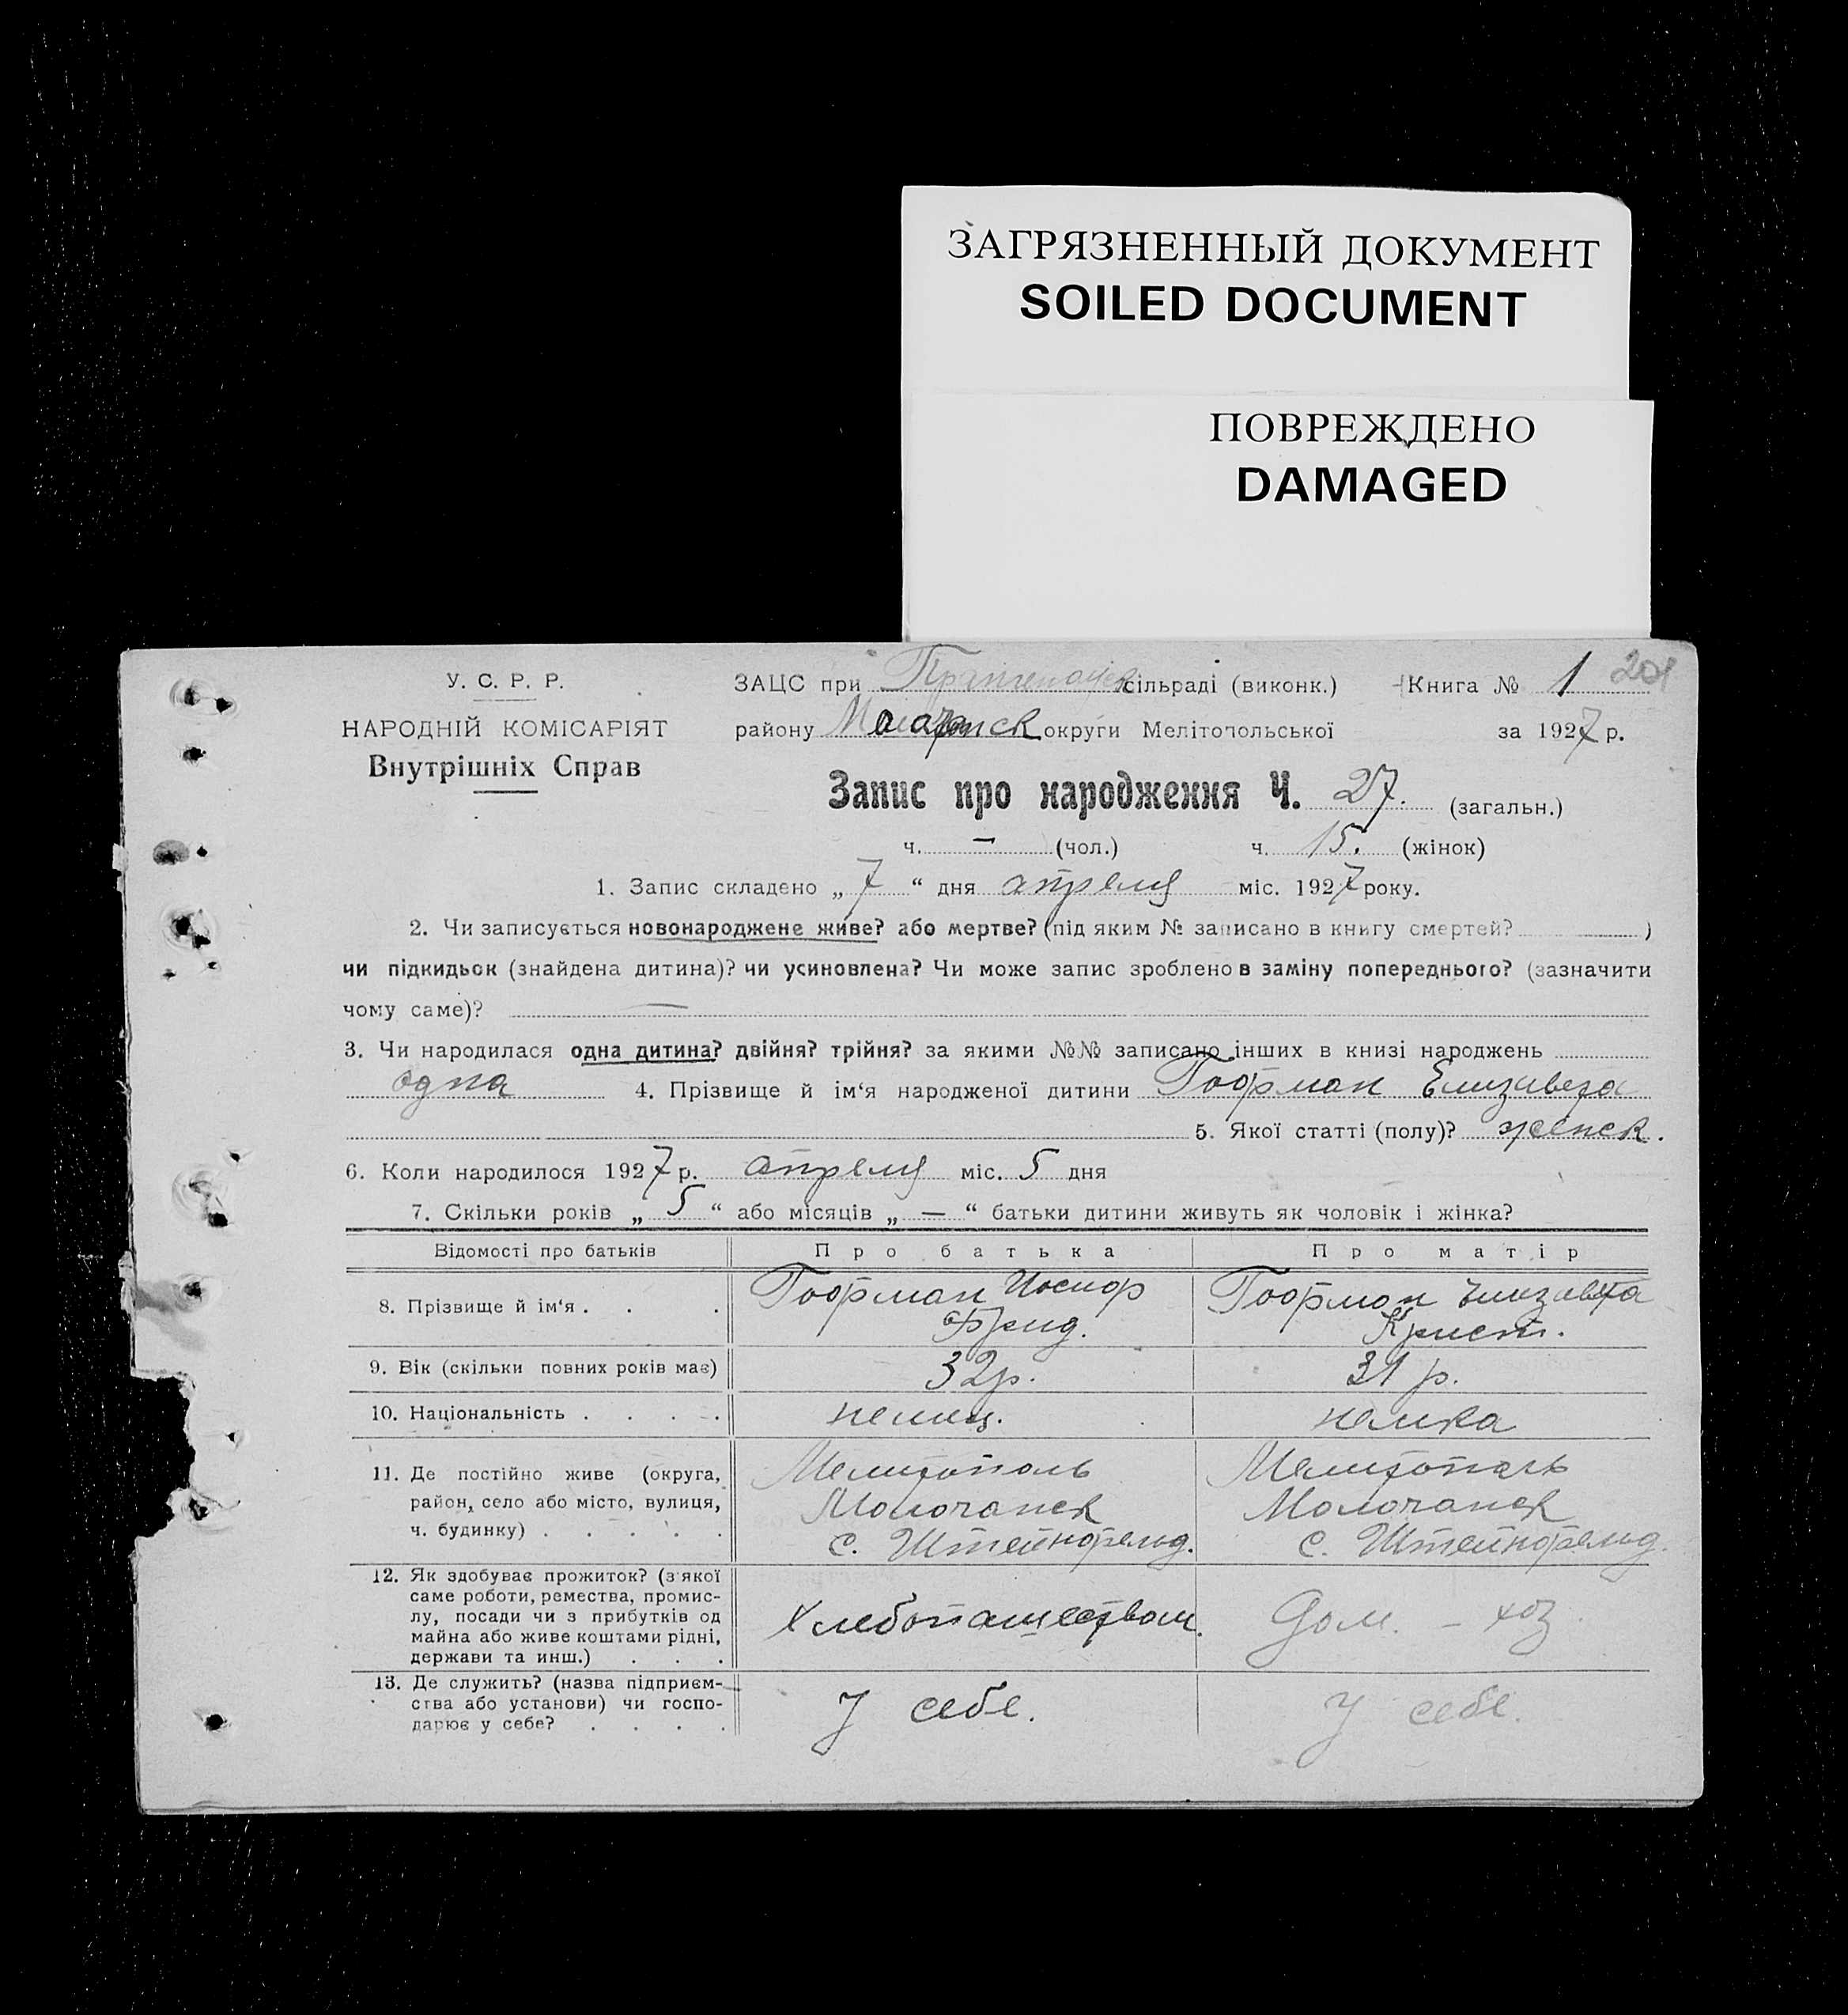 ЗАГРЯЗНЕННЫЙ ДОКУМЕНТ
SOILED DOCUMENT
ПОВРЕЖДЕНО
DAMAGED
У. С. Р. Р.
НАРОДНІЙ КОМІСАРІЯТ
Внутрішніх Справ
ЗАЦС при сільраді (виконк.) Книга № 1 201
району Молочанск округи Мелітопольської за 1927 р.
Запис про народження Ч. 27. (загальн.)
ч. — (чол.) ч. 15. (жінок)
1. Запис складено „ 7 “ дня апреля міс. 1927 року.
2. Чи записується новонароджене живе? або мертве? (під яким № записано в книгу смертей? )
чи підкидьок (знайдена дитина)? чи усиновлена? Чи може запис зроблено в заміну попереднього? (зазначити
чому саме)? —
3. Чи народилася одна дитина? двійня? трійня? за якими №№ записано інших в книзі народжень
одна 4. Прізвище й ім‘я народженої дитини Гофман Елизавета
5. Якої статті (полу)? женск.
6. Коли народилося 1927 р. апреля міс. 5 дня
7. Скільки років „ 5 “ або місяців „ — “ батьки дитини живуть як чоловік і жінка?
Відомості про батьків Про батька Про матір
8. Прізвище й ім‘я . . . Гофман Иосиф Гофман Елизавета
Фрид. Крист.
9. Вік (скільки повних років має) 32 р. 31 р.
10. Національність . . . . . немец. немка
11. Де постійно живе (округа, Мелитополь Мелитополь
район, село або місто, вулиця, Молочанск Молочанск
ч. будинку) . . . . . с. Штейнфельд. с. Штейнфельд.
12. Як здобуває прожиток? (з якої
саме роботи, ремества, промис-
лу, посади чи з прибутків од Хлебопашеством. Дом. – хоз
майна або живе коштами рідні,
держави та инш.) . . .
13. Де служить? (назва підприєм-
ства або установи) чи госпо- У себе. У себе.
дарює у себе? . . . .